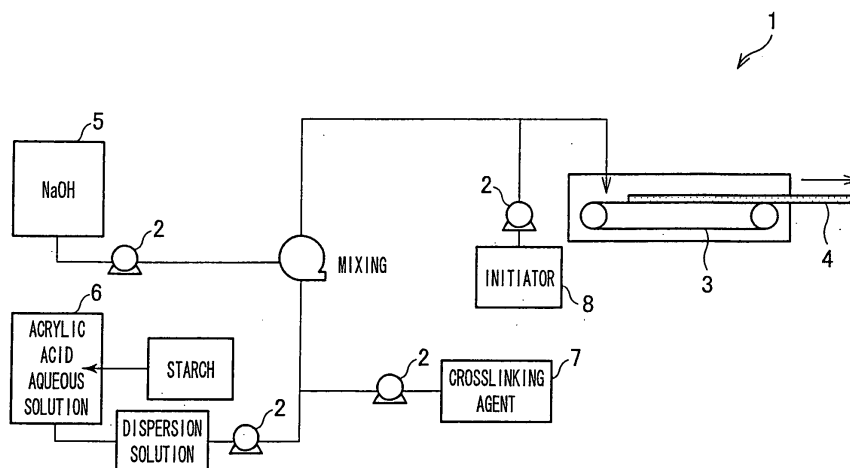 1
5
NaOH
2
MIXING
2
INITIATOR
8
3
4
6
ACRYLIC
ACID
AQUEOUS
SOLUTION
STARCH
DISPERSION
SOLUTION
2
2
7
CROSSLINKING
AGENT